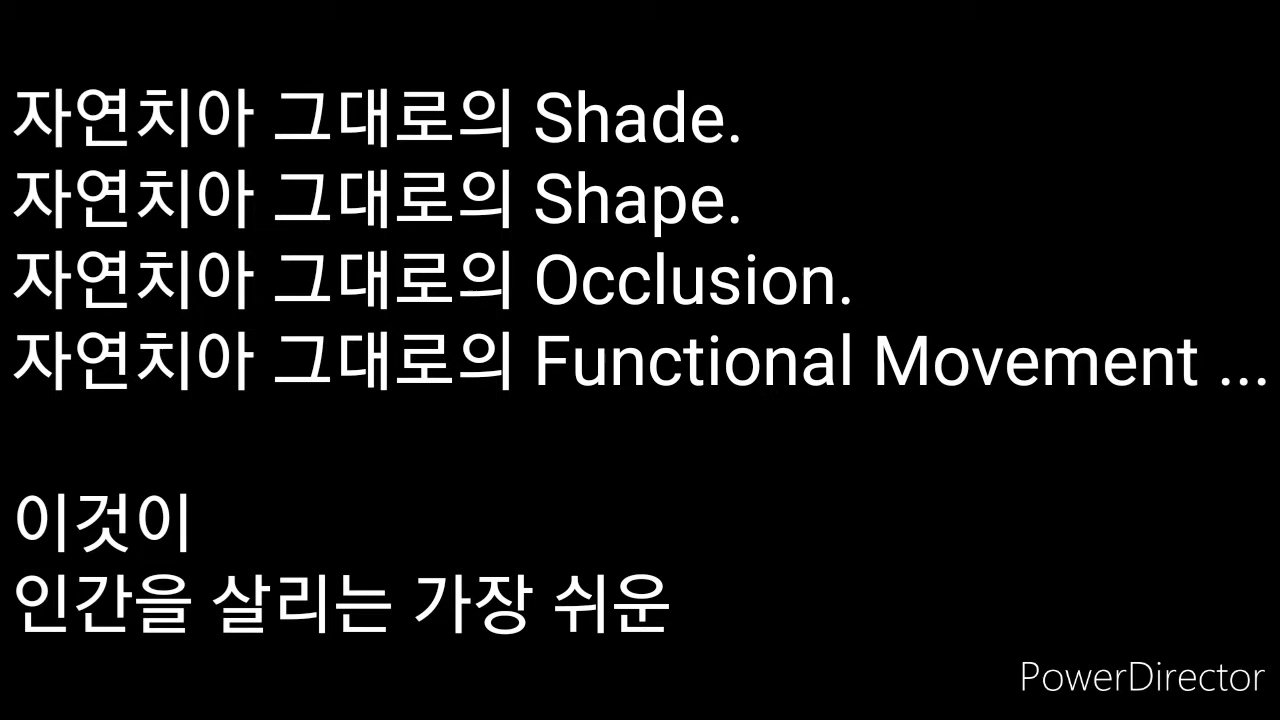 자연치아 그대로의 Shade.
자연치아 그대로의 Shape.
자연치아 그대로의 Occlusion.
자연치아 그대로의 Functional Movement ...
이것이
인간을 살리는 가장 쉬운
PowerDirector